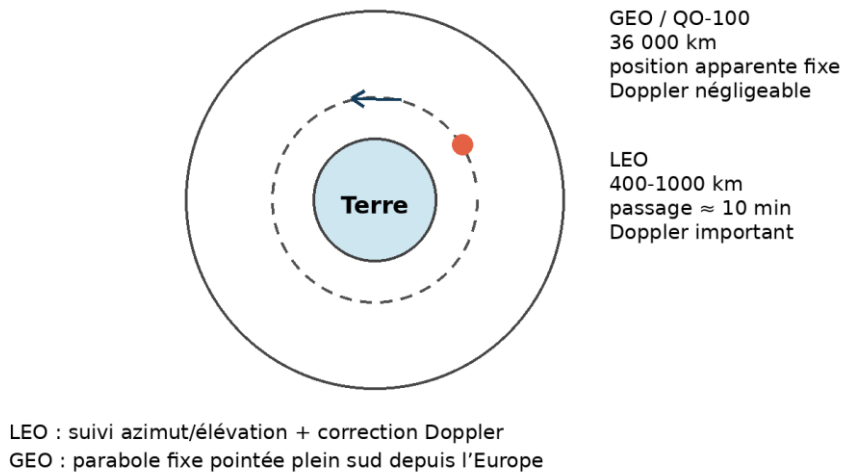 GEO / QO-100
36 000 km
position apparente fixe
Doppler négligeable
LEO
400-1000 km
passage ≈ 10 min
Doppler important
Terre
LEO : suivi azimut/élévation + correction Doppler
GEO : parabole fixe pointée plein sud depuis l’Europe